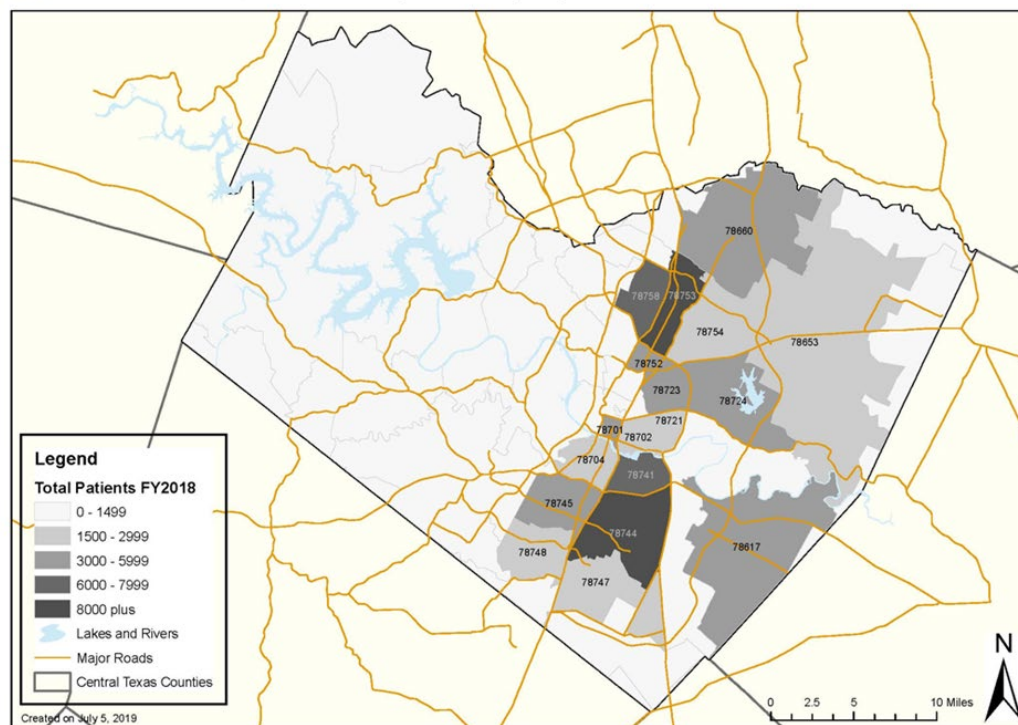 78660
78758
78753
78754
78653
78752
78723
78724
78721
78701
78702
78704
78741
78745
78744
78617
78748
78747
Legend
Total Patients FY2018
0 - 1499
1500 - 2999
3000 - 5999
6000 - 7999
8000 plus
Lakes and Rivers
Major Roads
Central Texas Counties
Created on July 5, 2019
N
0 2.5 5 10 Miles